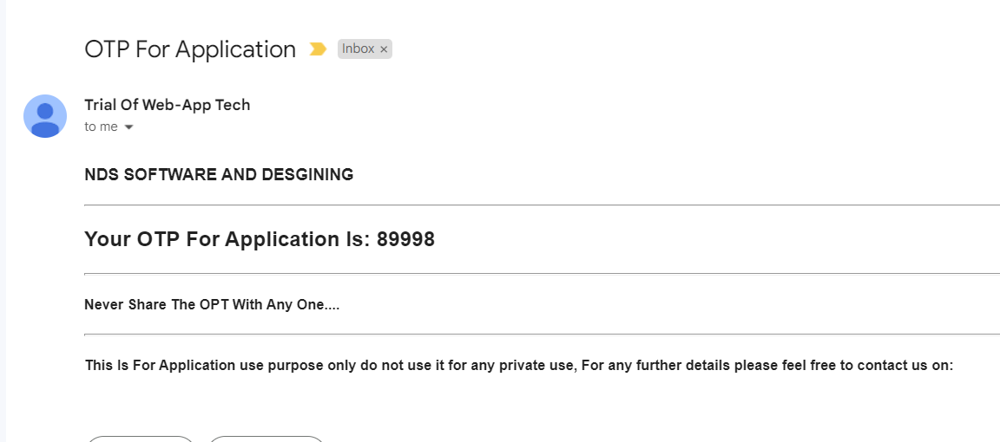 OTP For Application
Inbox ×
Trial Of Web-App Tech
to me
NDS SOFTWARE AND DESGINING
Your OTP For Application Is: 89998
Never Share The OPT With Any One....
This Is For Application use purpose only do not use it for any private use, For any further details please feel free to contact us on: